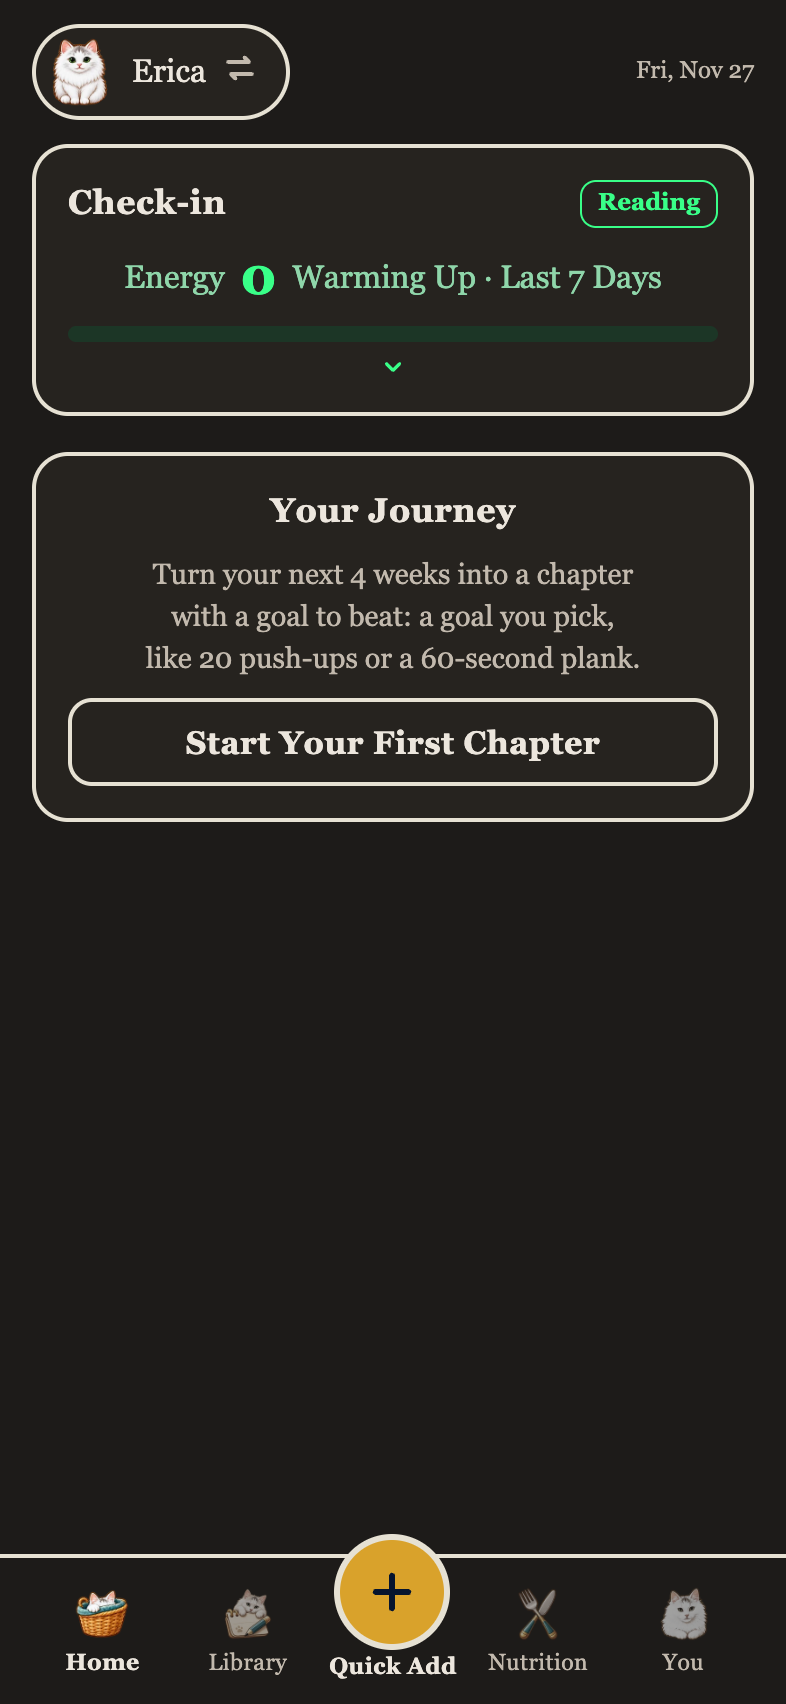 Erica
Fri, Nov 27
Check-in
Reading
Energy 0 Warming Up · Last 7 Days
Your Journey
Turn your next 4 weeks into a chapter
with a goal to beat: a goal you pick,
like 20 push-ups or a 60-second plank.
Start Your First Chapter
Home
Library
Quick Add
Nutrition
You